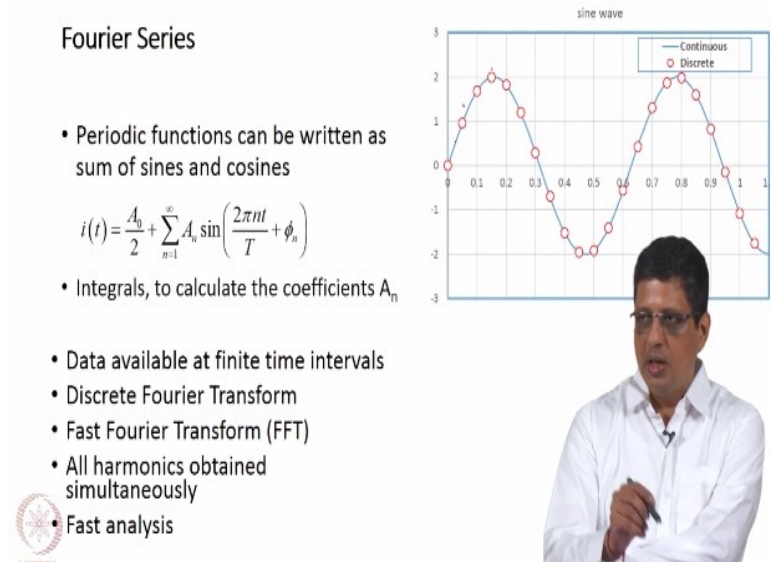 Fourier Series
• Periodic functions can be written as
sum of sines and cosines
i(t) = A₀/2 + ∑ₙ₌₁^∞ Aₙ sin(2πnt/T + ϕₙ)
• Integrals, to calculate the coefficients Aₙ
• Data available at finite time intervals
• Discrete Fourier Transform
• Fast Fourier Transform (FFT)
• All harmonics obtained
simultaneously
• Fast analysis
sine wave
Continuous
Discrete
3
2
1
0
0 0.1 0.2 0.3 0.4 0.5 0.6 0.7 0.8 0.9 1 1.
-1
-2
-3